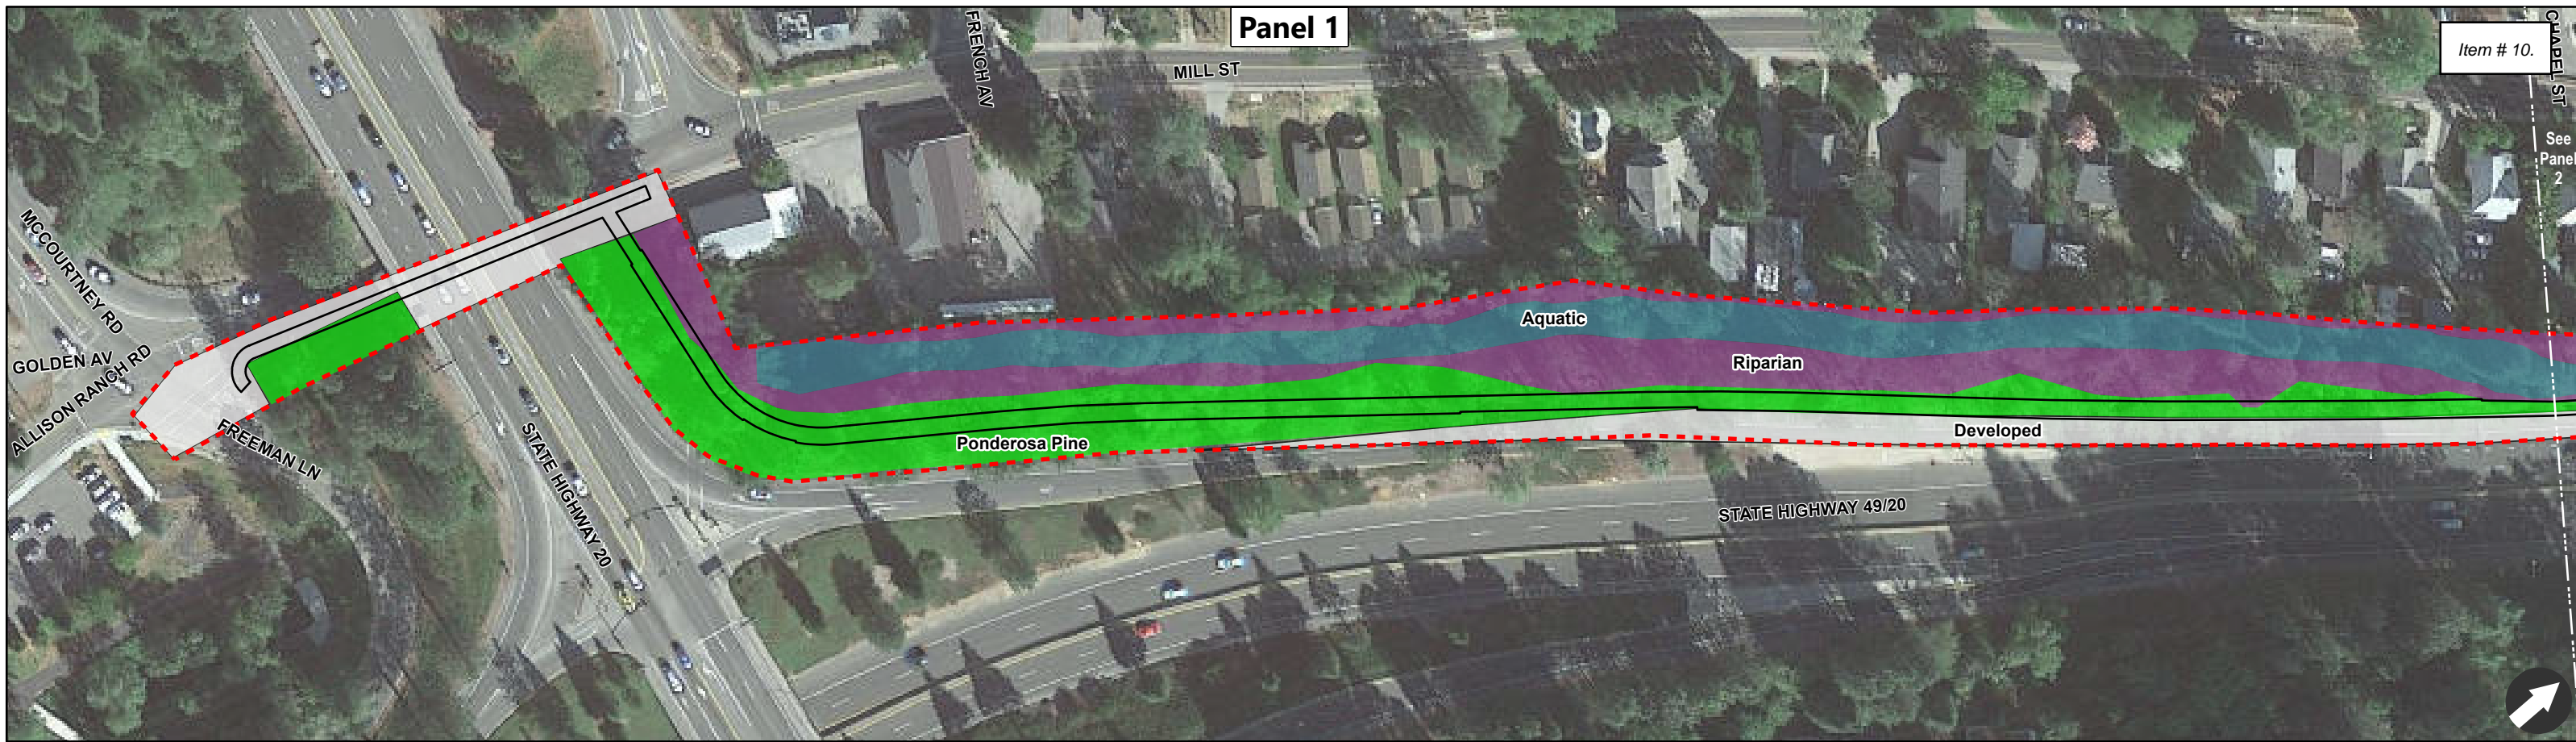 Panel 1
Item # 10.
FRENCH AV
MILL ST
CHAPEL ST
See
Panel
2
MCCOURTNEY RD
GOLDEN AV
ALLISON RANCH RD
FREEMAN LN
STATE HIGHWAY 20
Aquatic
Riparian
Ponderosa Pine
Developed
STATE HIGHWAY 49/20